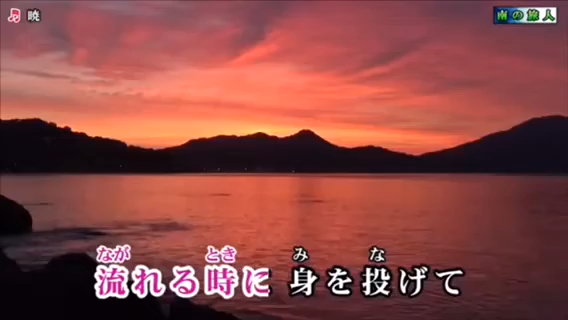 ♬ 暁
雨の旅人
なが とき み な
流れる時に 身を投げて